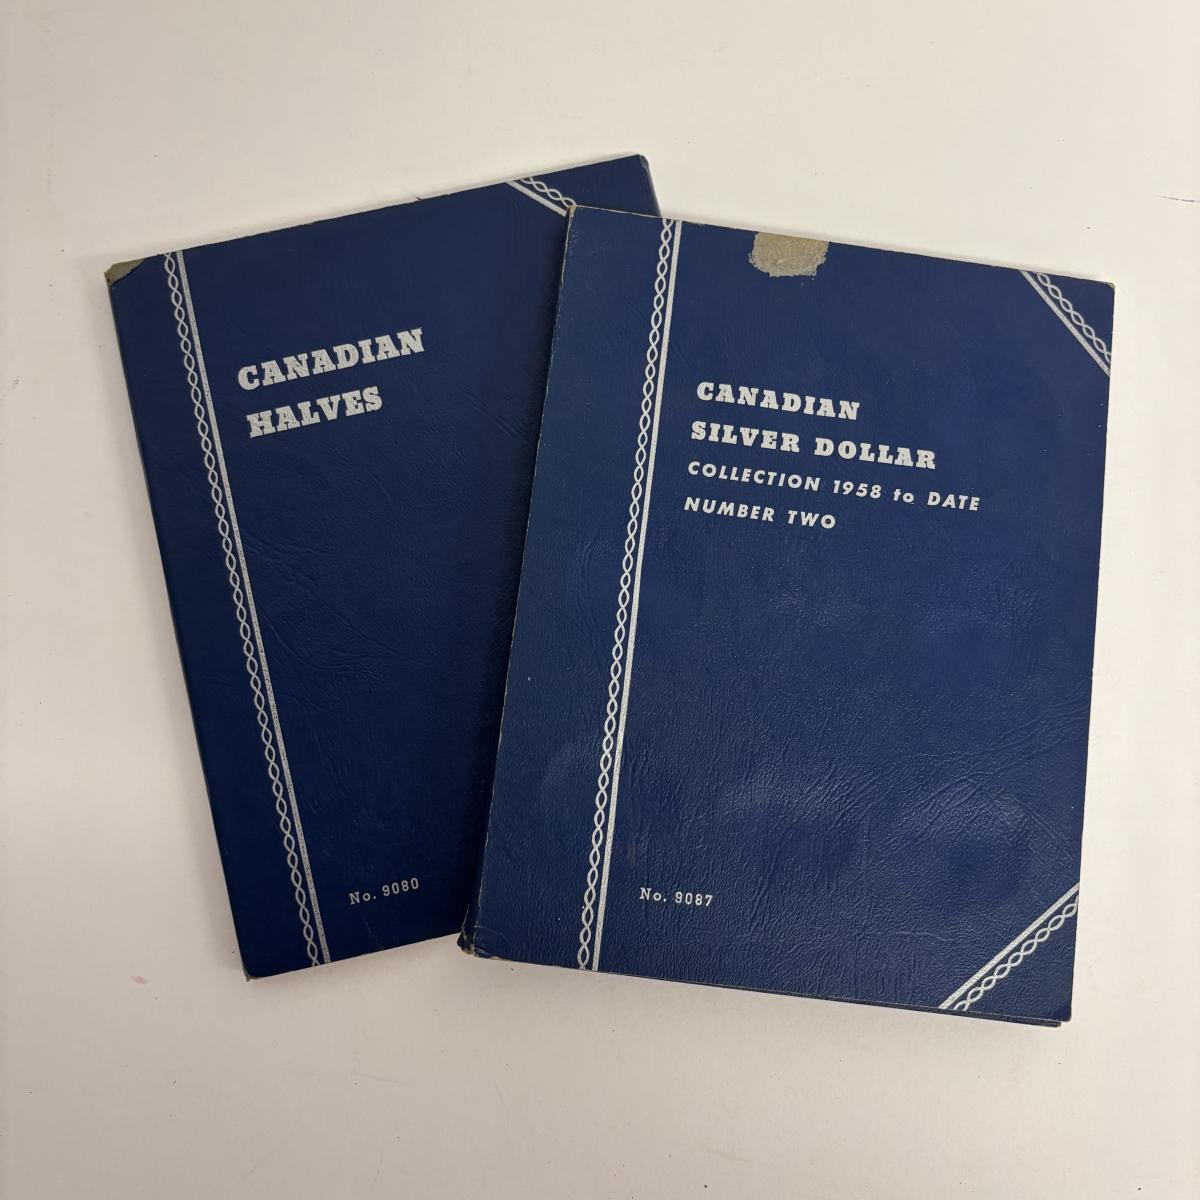 CANADIAN
HALVES
No. 9080
CANADIAN
SILVER DOLLAR
COLLECTION 1958 to DATE
NUMBER TWO
No. 9087